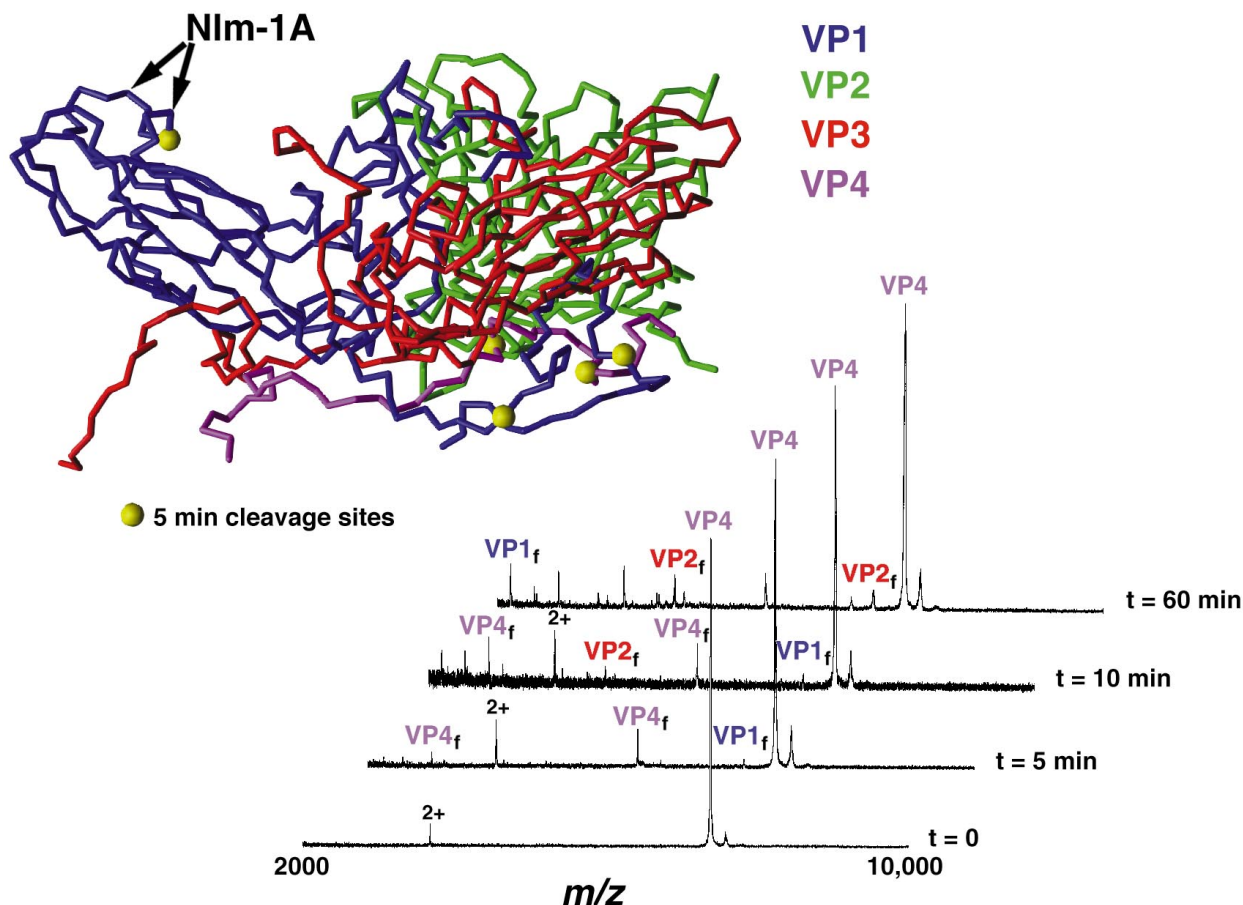 NIm-1A
VP1
VP2
VP3
VP4
5 min cleavage sites
VP4
VP1f
VP2f
VP2f
t = 60 min
VP4
VP4f
2+
VP2f
VP4f
VP1f
t = 10 min
VP4
VP4f
2+
VP4f
VP1f
t = 5 min
VP4
2+
t = 0
2000
10,000
m/z